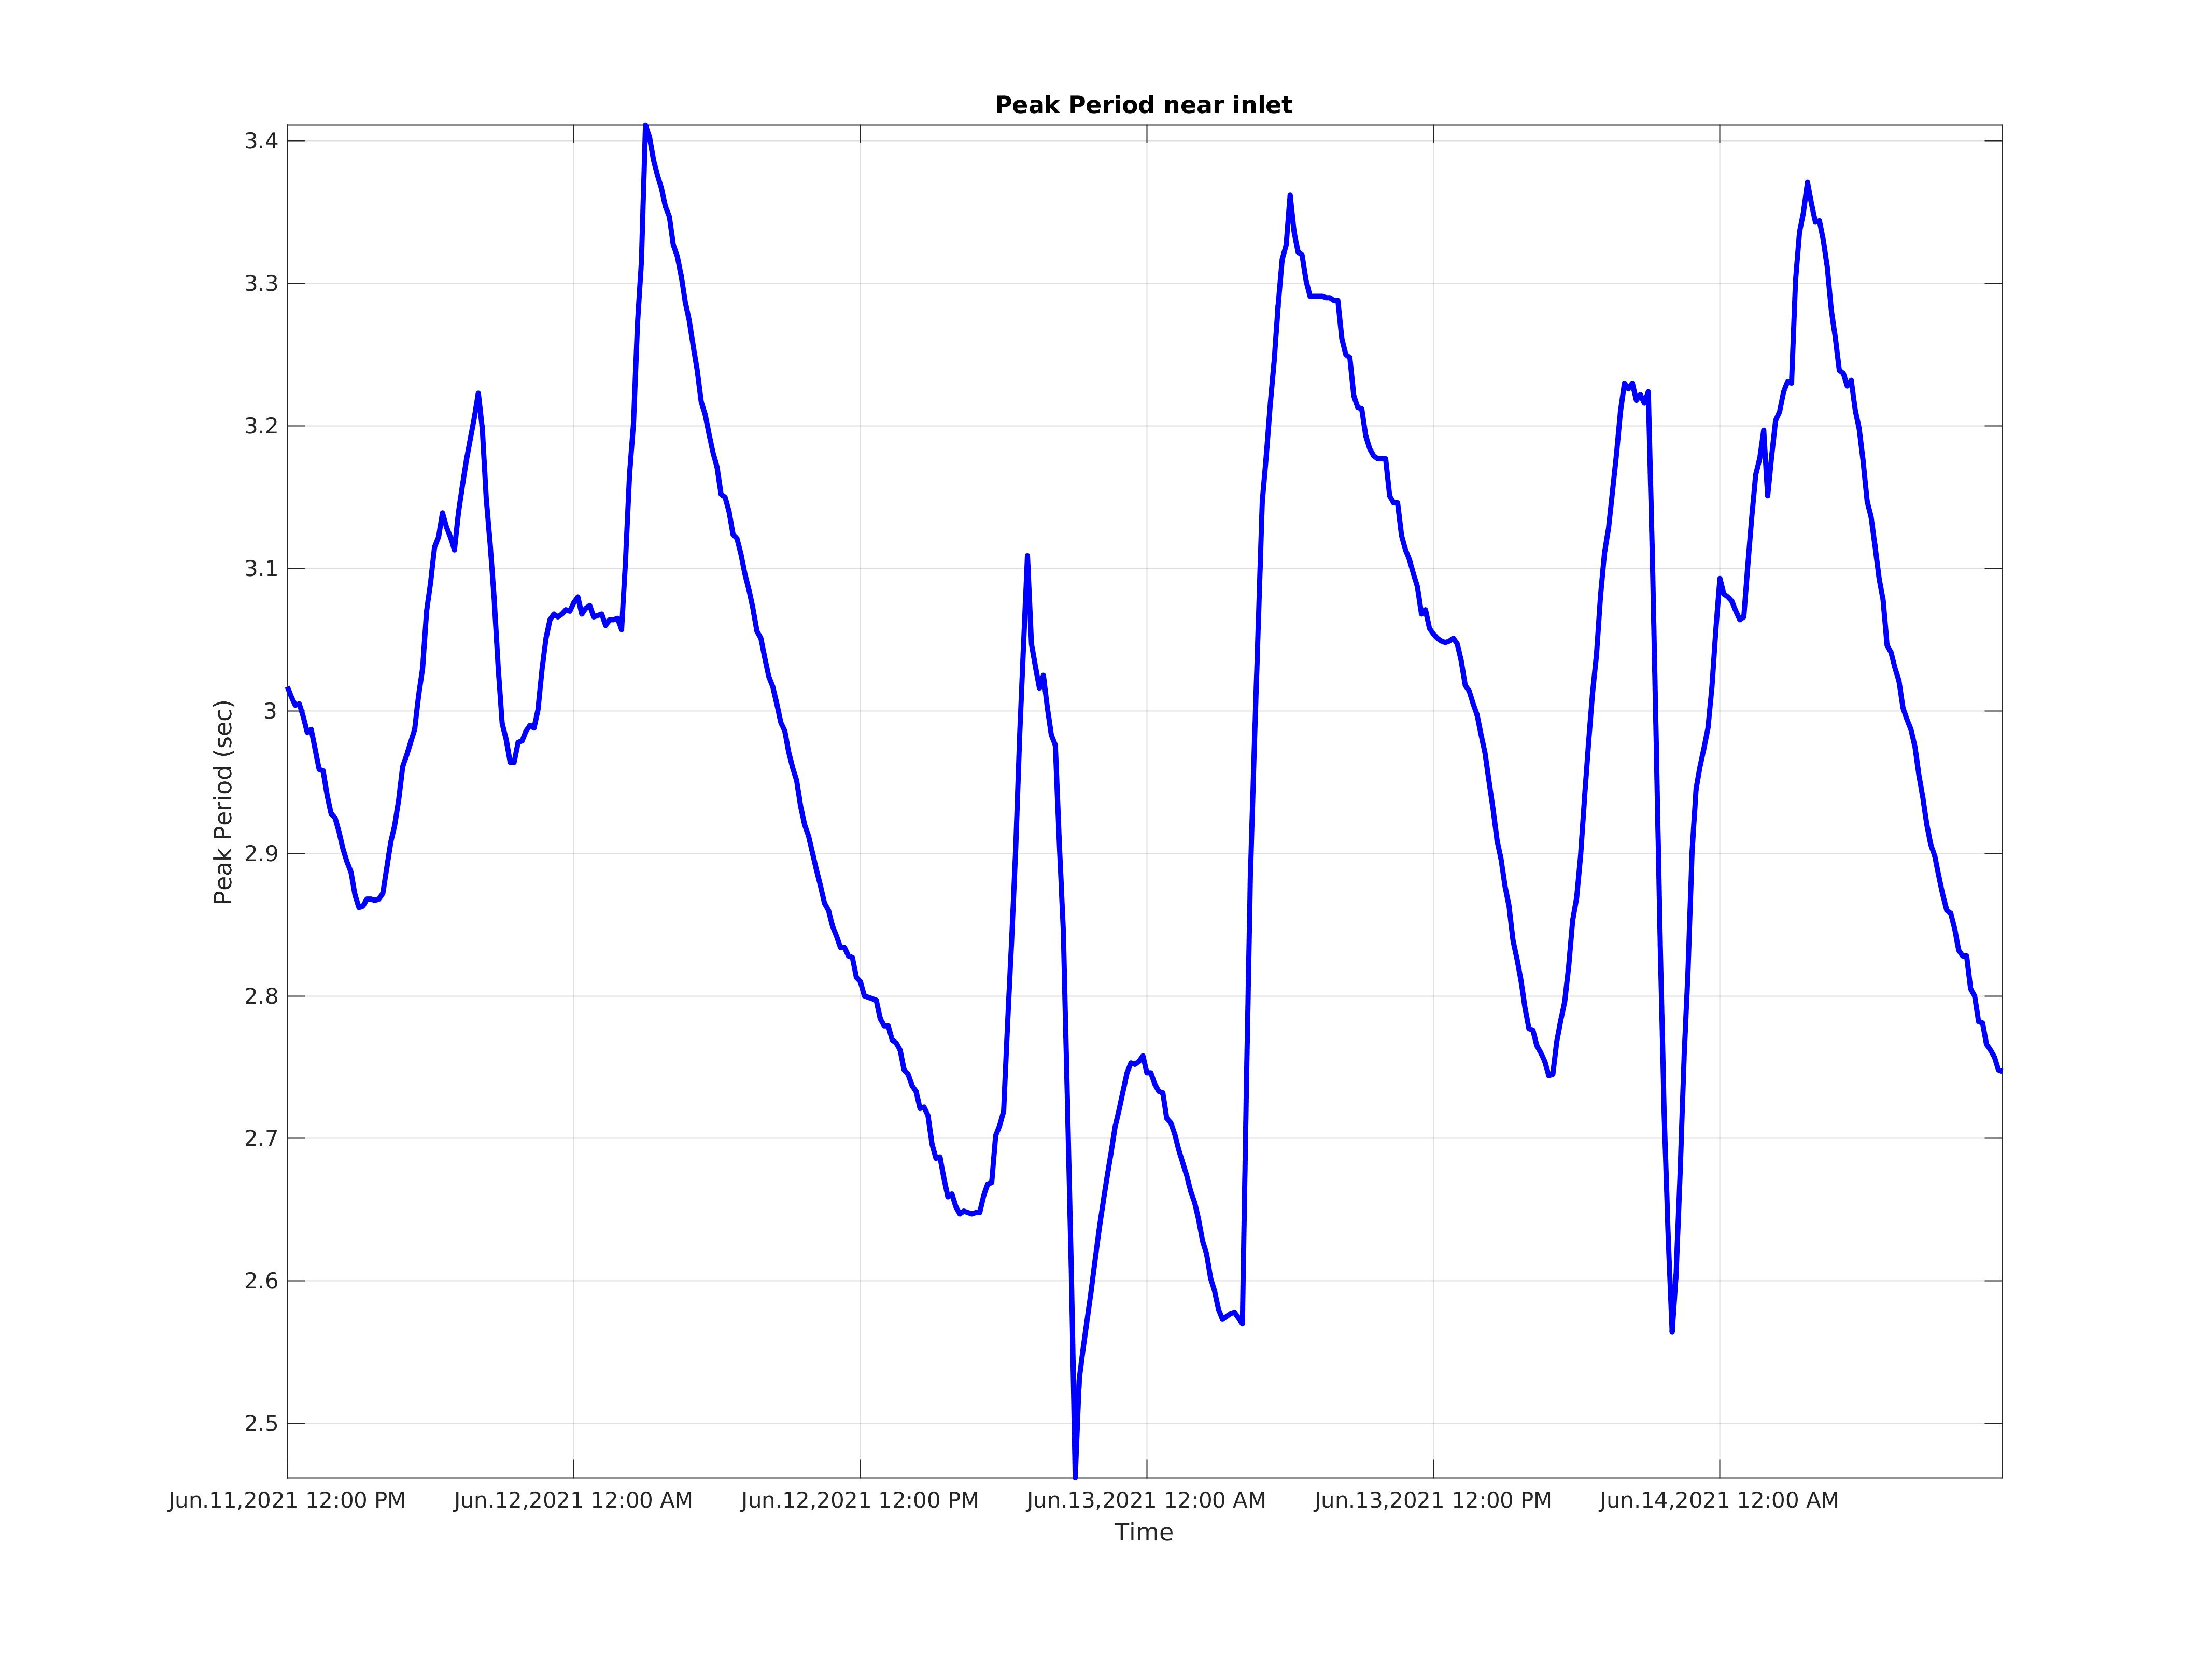 Peak Period near inlet
3.4
3.3
3.2
3.1
3
2.9
2.8
2.7
2.6
2.5
Peak Period (sec)
Jun.11,2021 12:00 PM Jun.12,2021 12:00 AM Jun.12,2021 12:00 PM Jun.13,2021 12:00 AM Jun.13,2021 12:00 PM Jun.14,2021 12:00 AM
Time